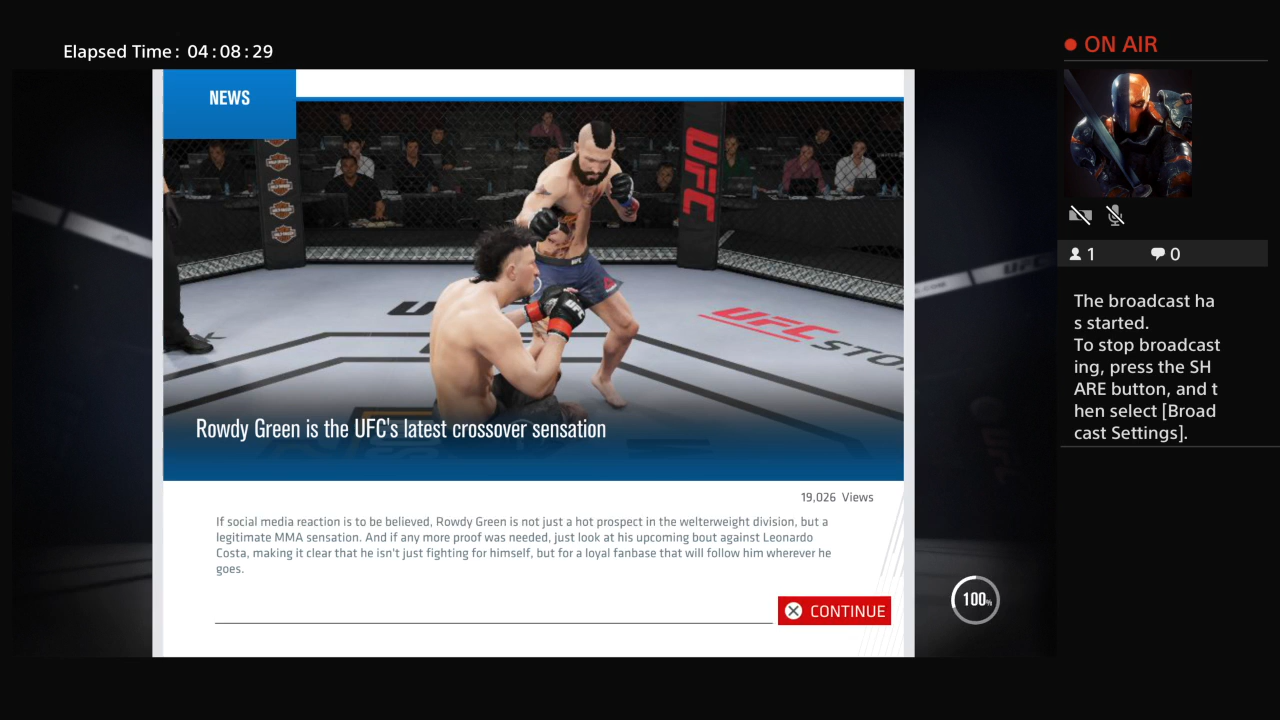 Elapsed Time: 04:08:29
ON AIR
NEWS
UFC
UFC
STO
UFC
1
0
The broadcast ha
s started.
To stop broadcast
ing, press the SH
ARE button, and t
hen select [Broad
cast Settings].
Rowdy Green is the UFC's latest crossover sensation
19,026 Views
If social media reaction is to be believed, Rowdy Green is not just a hot prospect in the welterweight division, but a
legitimate MMA sensation. And if any more proof was needed, just look at his upcoming bout against Leonardo
Costa, making it clear that he isn't just fighting for himself, but for a loyal fanbase that will follow him wherever he
goes.
100%
CONTINUE